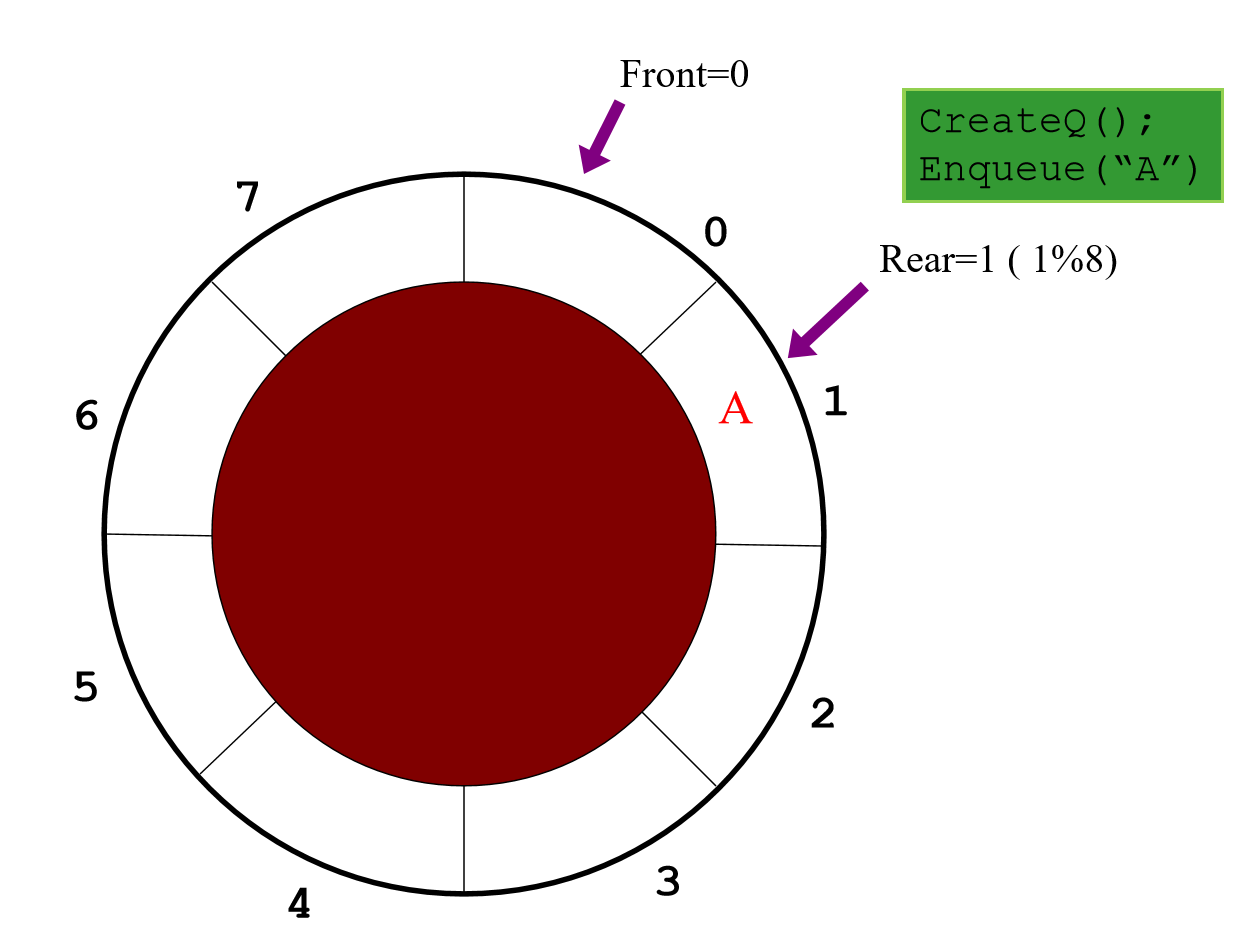 Front=0
CreateQ();
Enqueue(“A”)
7
0
Rear=1 ( 1%8)
6
A
1
5
2
3
4